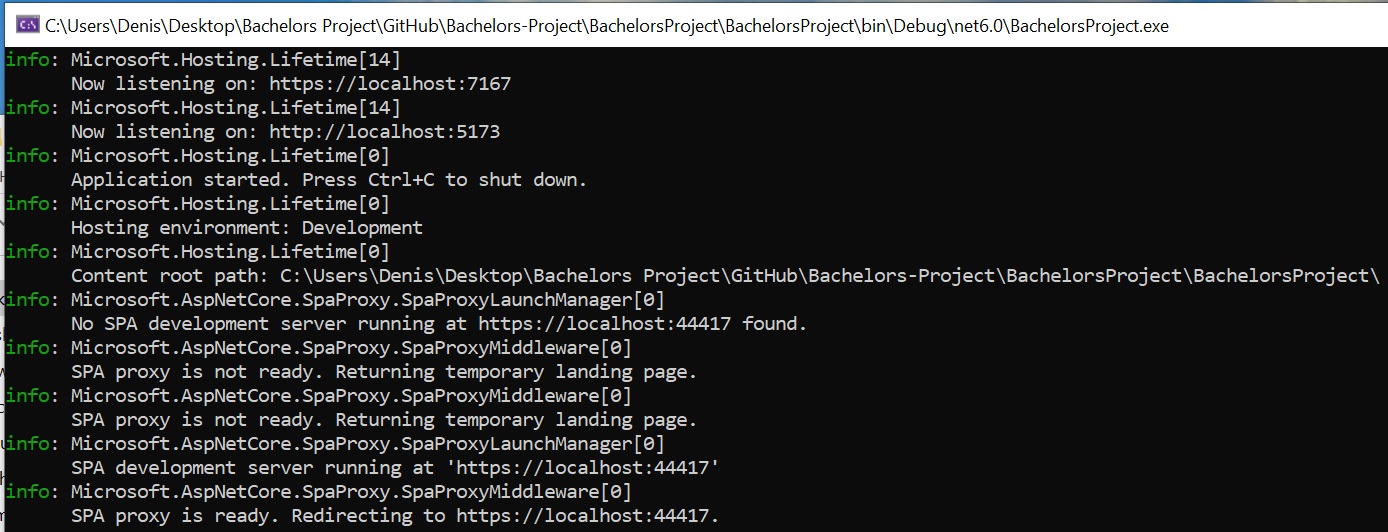 C:\Users\Denis\Desktop\Bachelors Project\GitHub\Bachelors-Project\BachelorsProject\BachelorsProject\bin\Debug\net6.0\BachelorsProject.exe
info: Microsoft.Hosting.Lifetime[14]
Now listening on: https://localhost:7167
info: Microsoft.Hosting.Lifetime[14]
Now listening on: http://localhost:5173
info: Microsoft.Hosting.Lifetime[0]
Application started. Press Ctrl+C to shut down.
info: Microsoft.Hosting.Lifetime[0]
Hosting environment: Development
info: Microsoft.Hosting.Lifetime[0]
Content root path: C:\Users\Denis\Desktop\Bachelors Project\GitHub\Bachelors-Project\BachelorsProject\BachelorsProject\
info: Microsoft.AspNetCore.SpaProxy.SpaProxyLaunchManager[0]
No SPA development server running at https://localhost:44417 found.
info: Microsoft.AspNetCore.SpaProxy.SpaProxyMiddleware[0]
SPA proxy is not ready. Returning temporary landing page.
info: Microsoft.AspNetCore.SpaProxy.SpaProxyMiddleware[0]
SPA proxy is not ready. Returning temporary landing page.
info: Microsoft.AspNetCore.SpaProxy.SpaProxyLaunchManager[0]
SPA development server running at 'https://localhost:44417'
info: Microsoft.AspNetCore.SpaProxy.SpaProxyMiddleware[0]
SPA proxy is ready. Redirecting to https://localhost:44417.